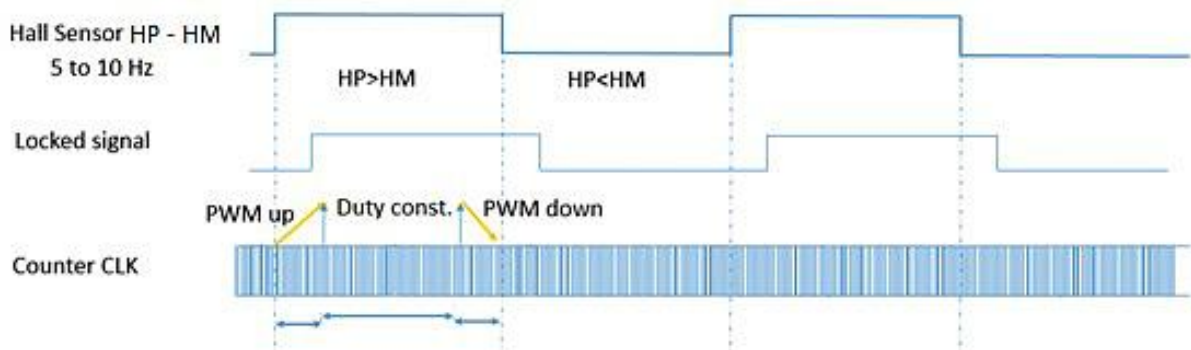 Hall Sensor HP - HM
5 to 10 Hz
HP>HM
HP<HM
Locked signal
PWM up
Duty const.
PWM down
Counter CLK